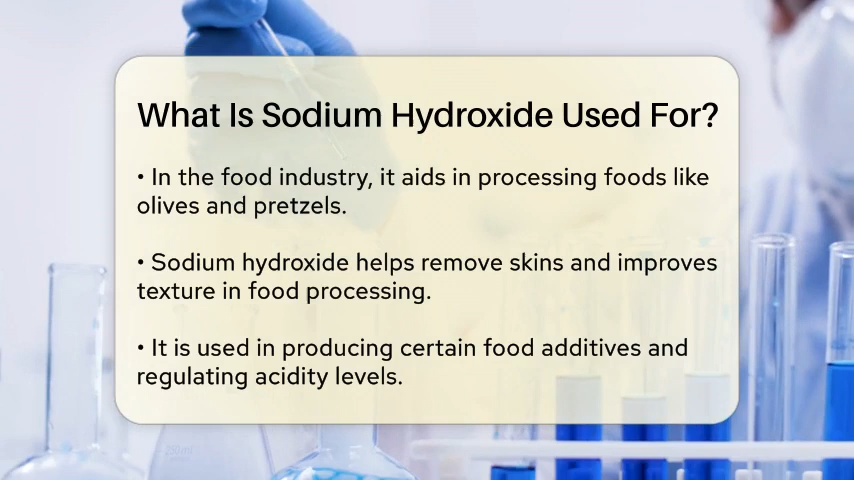 What Is Sodium Hydroxide Used For?
• In the food industry, it aids in processing foods like
olives and pretzels.
• Sodium hydroxide helps remove skins and improves
texture in food processing.
• It is used in producing certain food additives and
regulating acidity levels.
250ml